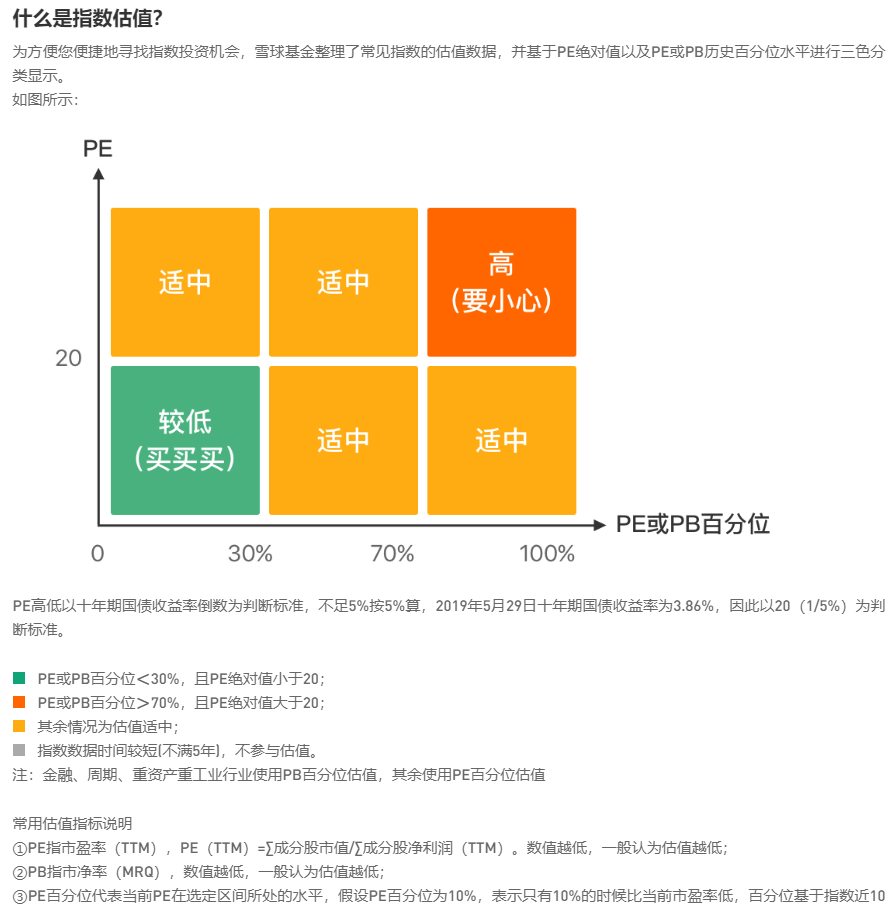 什么是指数估值？
为方便您便捷地寻找指数投资机会，雪球基金整理了常见指数的估值数据，并基于PE绝对值以及PE或PB历史百分位水平进行三色分
类显示。
如图所示：
PE
适中
适中
高
（要小心）
20
较低
（买买买）
适中
适中
PE或PB百分位
0
30%
70%
100%
PE高低以十年期国债收益率倒数为判断标准，不足5%按5%算，2019年5月29日十年期国债收益率为3.86%，因此以20（1/5%）为判
断标准。
PE或PB百分位＜30%，且PE绝对值小于20；
PE或PB百分位＞70%，且PE绝对值大于20；
其余情况为估值适中；
指数数据时间较短(不满5年)，不参与估值。
注：金融、周期、重资产重工业行业使用PB百分位估值，其余使用PE百分位估值
常用估值指标说明
①PE指市盈率（TTM），PE（TTM）=∑成分股市值/∑成分股净利润（TTM）。数值越低，一般认为估值越低；
②PB指市净率（MRQ），数值越低，一般认为估值越低；
③PE百分位代表当前PE在选定区间所处的水平，假设PE百分位为10%，表示只有10%的时候比当前市盈率低，百分位基于指数近10